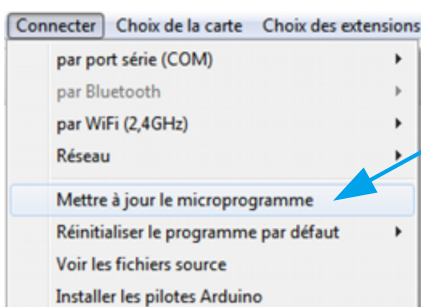 Connecter Choix de la carte Choix des extensions
par port série (COM)
par Bluetooth
par WiFi (2,4GHz)
Réseau
Mettre à jour le microprogramme
Réinitialiser le programme par défaut
Voir les fichiers source
Installer les pilotes Arduino